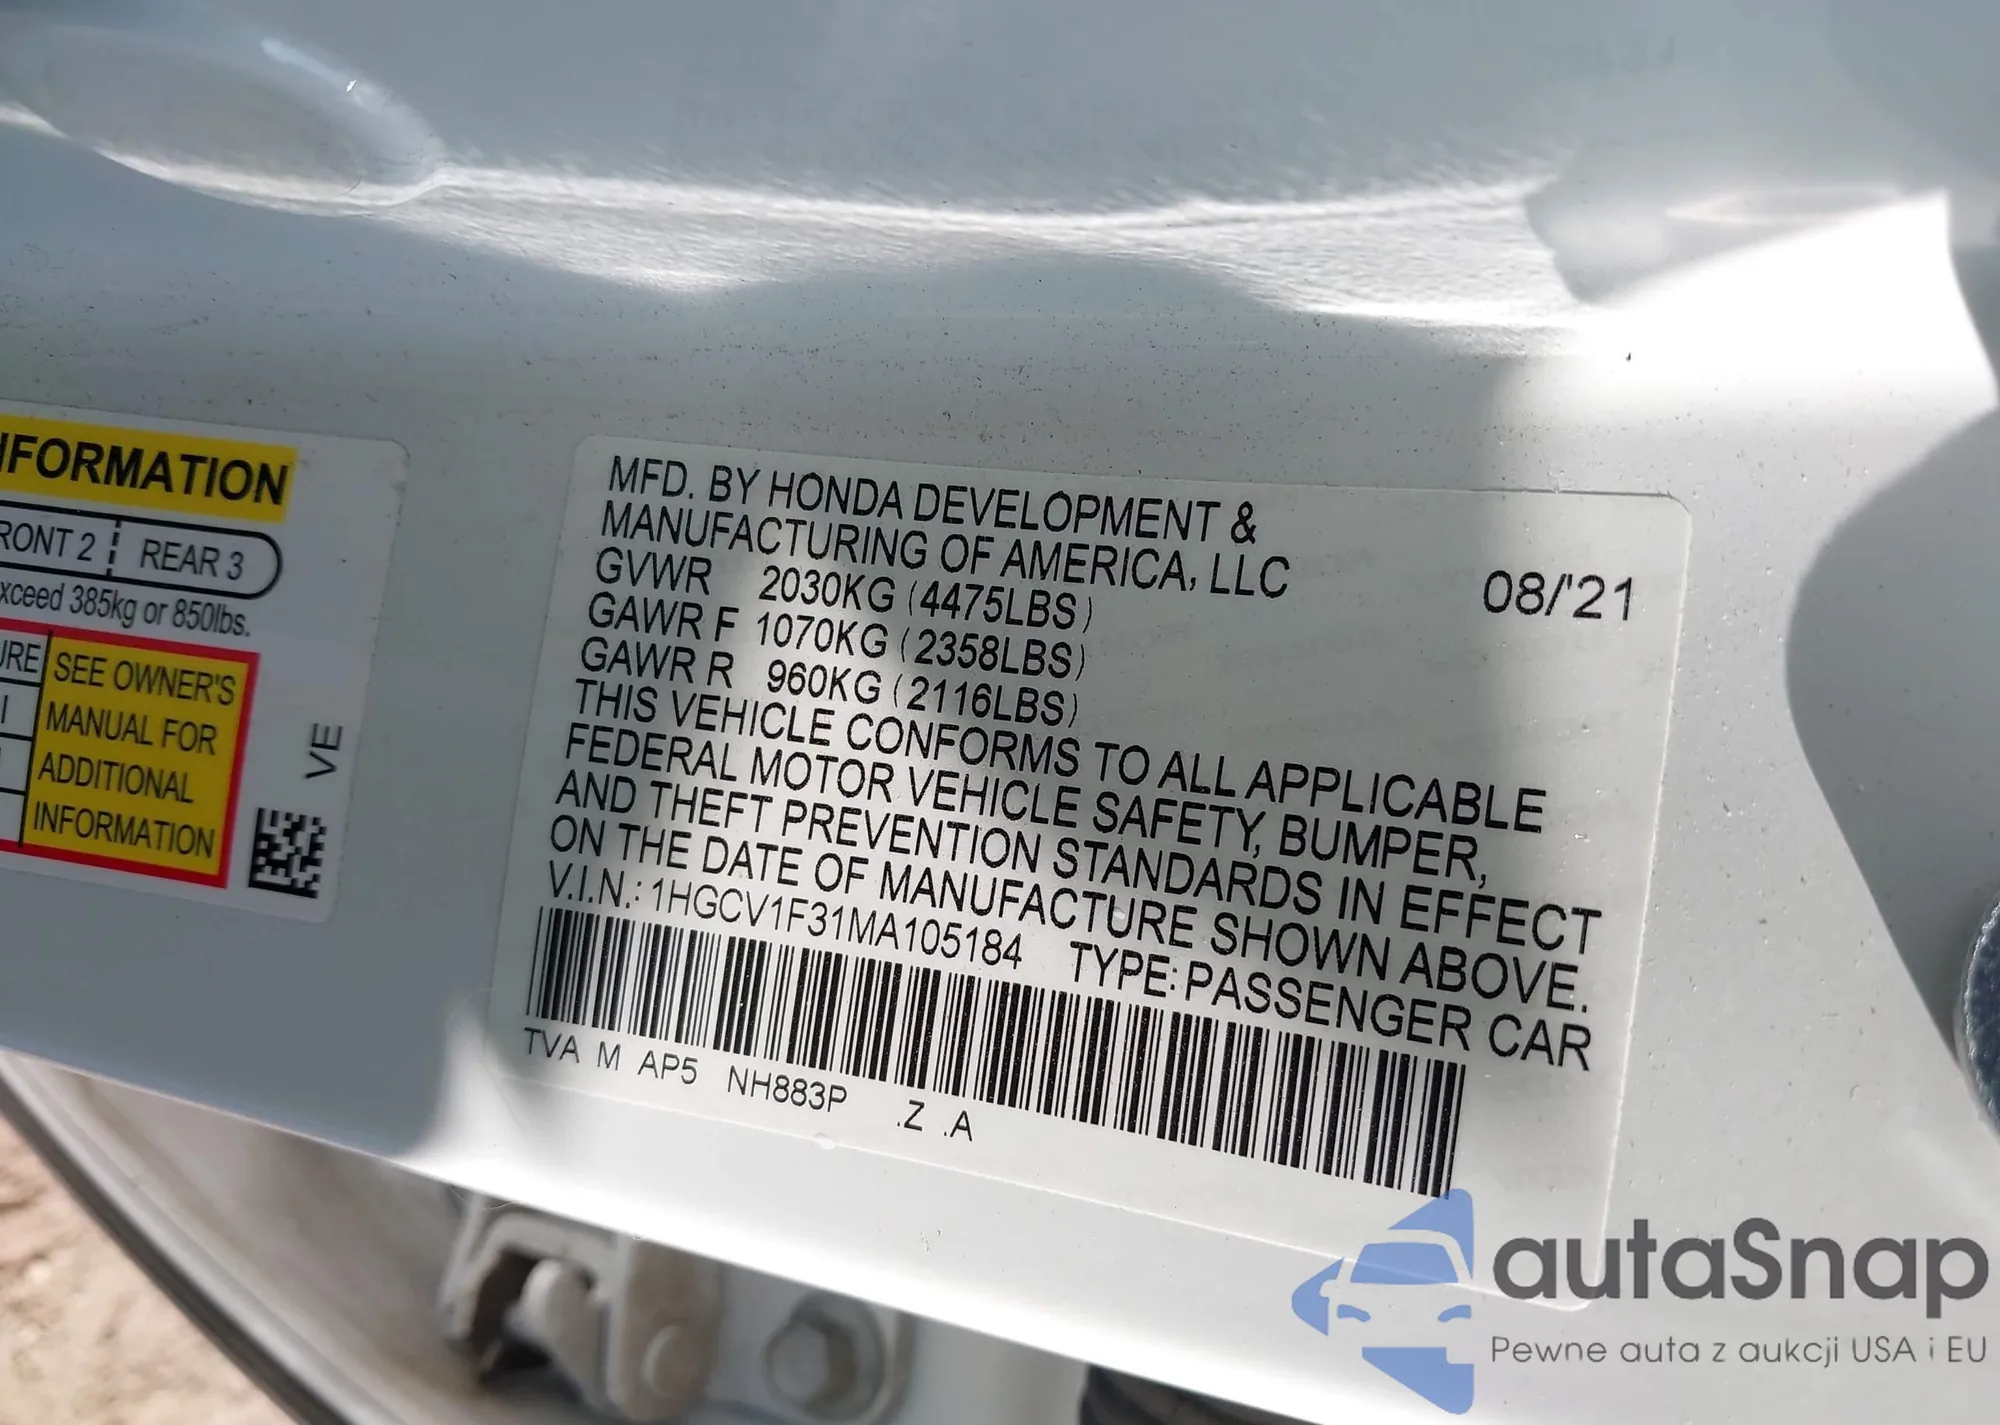 NFORMATION
RONT 2 REAR 3
xceed 385kg or 850lbs.
URE
SEE OWNER'S
MANUAL FOR
ADDITIONAL
INFORMATION
VE
MFD. BY HONDA DEVELOPMENT &
MANUFACTURING OF AMERICA, LLC
GVWR 2030KG (4475LBS)
08/'21
GAWR F 1070KG (2358LBS)
GAWR R 960KG (2116LBS)
THIS VEHICLE CONFORMS TO ALL APPLICABLE
FEDERAL MOTOR VEHICLE SAFETY, BUMPER,
AND THEFT PREVENTION STANDARDS IN EFFECT
ON THE DATE OF MANUFACTURE SHOWN ABOVE.
V.I.N.: 1HGCV1F31MA105184 TYPE: PASSENGER CAR
TVA M AP5 NH883P .Z .A
autaSnap
Pewne auta z aukcji USA i EU